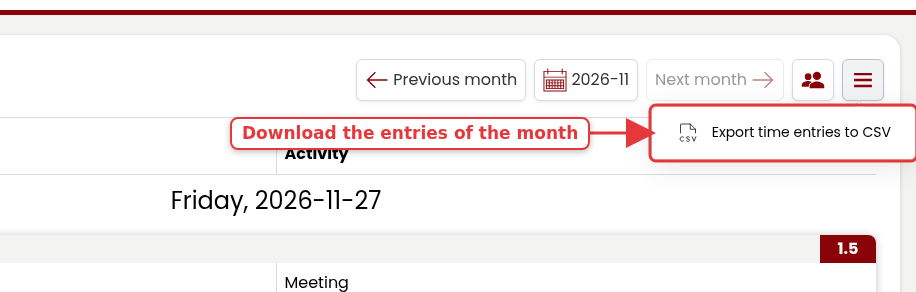 Previous month
2026-11
Next month
Download the entries of the month
CSV
Export time entries to CSV
Activity
Friday, 2026-11-27
1.5
Meeting